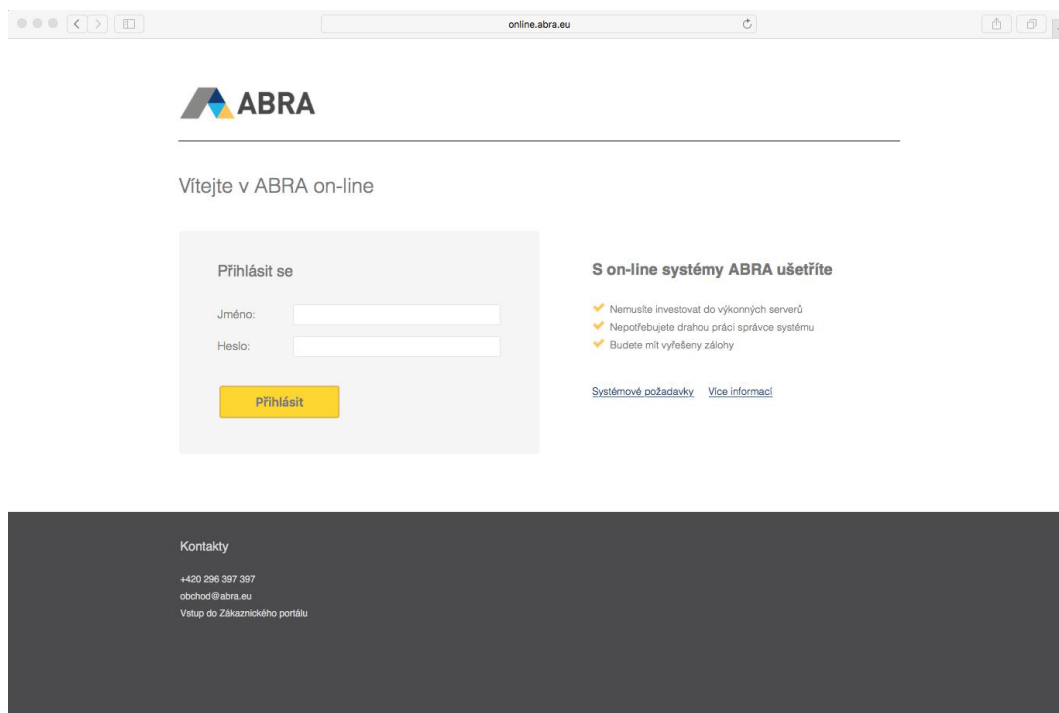 online.abra.eu
ABRA
Vítejte v ABRA on-line
Přihlásit se
Jméno:
Heslo:
Přihlásit
S on-line systémy ABRA ušetříte
Nemusíte investovat do výkonných serverů
Nepotřebujete drahou práci správce systému
Budete mít vyřešeny zálohy
Systémové požadavky Více informací
Kontakty
+420 296 397 397
obchod@abra.eu
Vstup do Zákaznického portálu